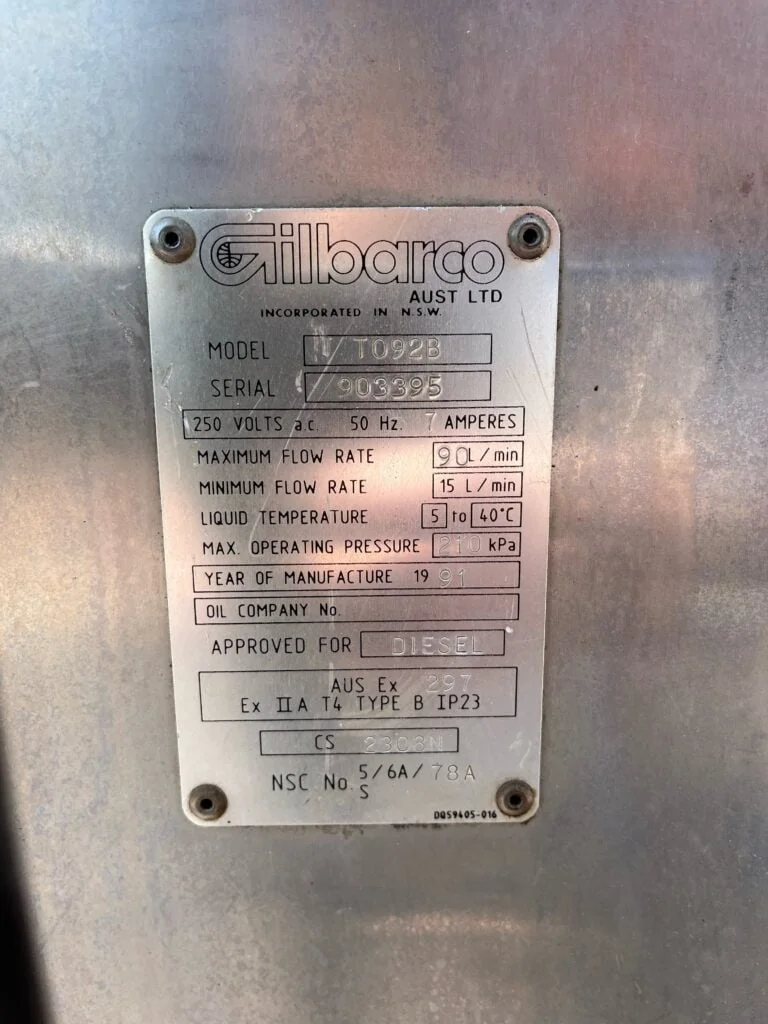 Gilbarco
AUST LTD
INCORPORATED IN N.S.W.
MODEL T092B
SERIAL 903395
250 VOLTS a.c. 50 Hz. 7 AMPERES
MAXIMUM FLOW RATE 90 L/min
MINIMUM FLOW RATE 15 L/min
LIQUID TEMPERATURE 5 to 40°C
MAX. OPERATING PRESSURE 210 kPa
YEAR OF MANUFACTURE 19 91
OIL COMPANY No.
APPROVED FOR DIESEL
AUS Ex 297
Ex IIA T4 TYPE B IP23
CS 2308N
NSC No. 5/6A/78A
S
DQS9405-016